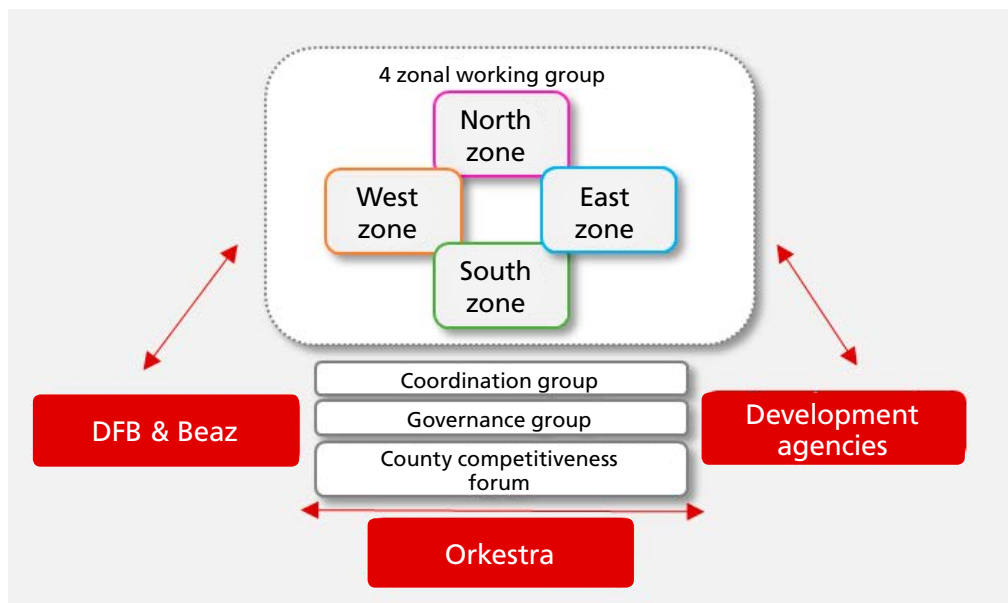 4 zonal working group
North
zone
West
zone
East
zone
South
zone
Coordination group
Governance group
County competitiveness
forum
DFB & Beaz
Development
agencies
Orkestra